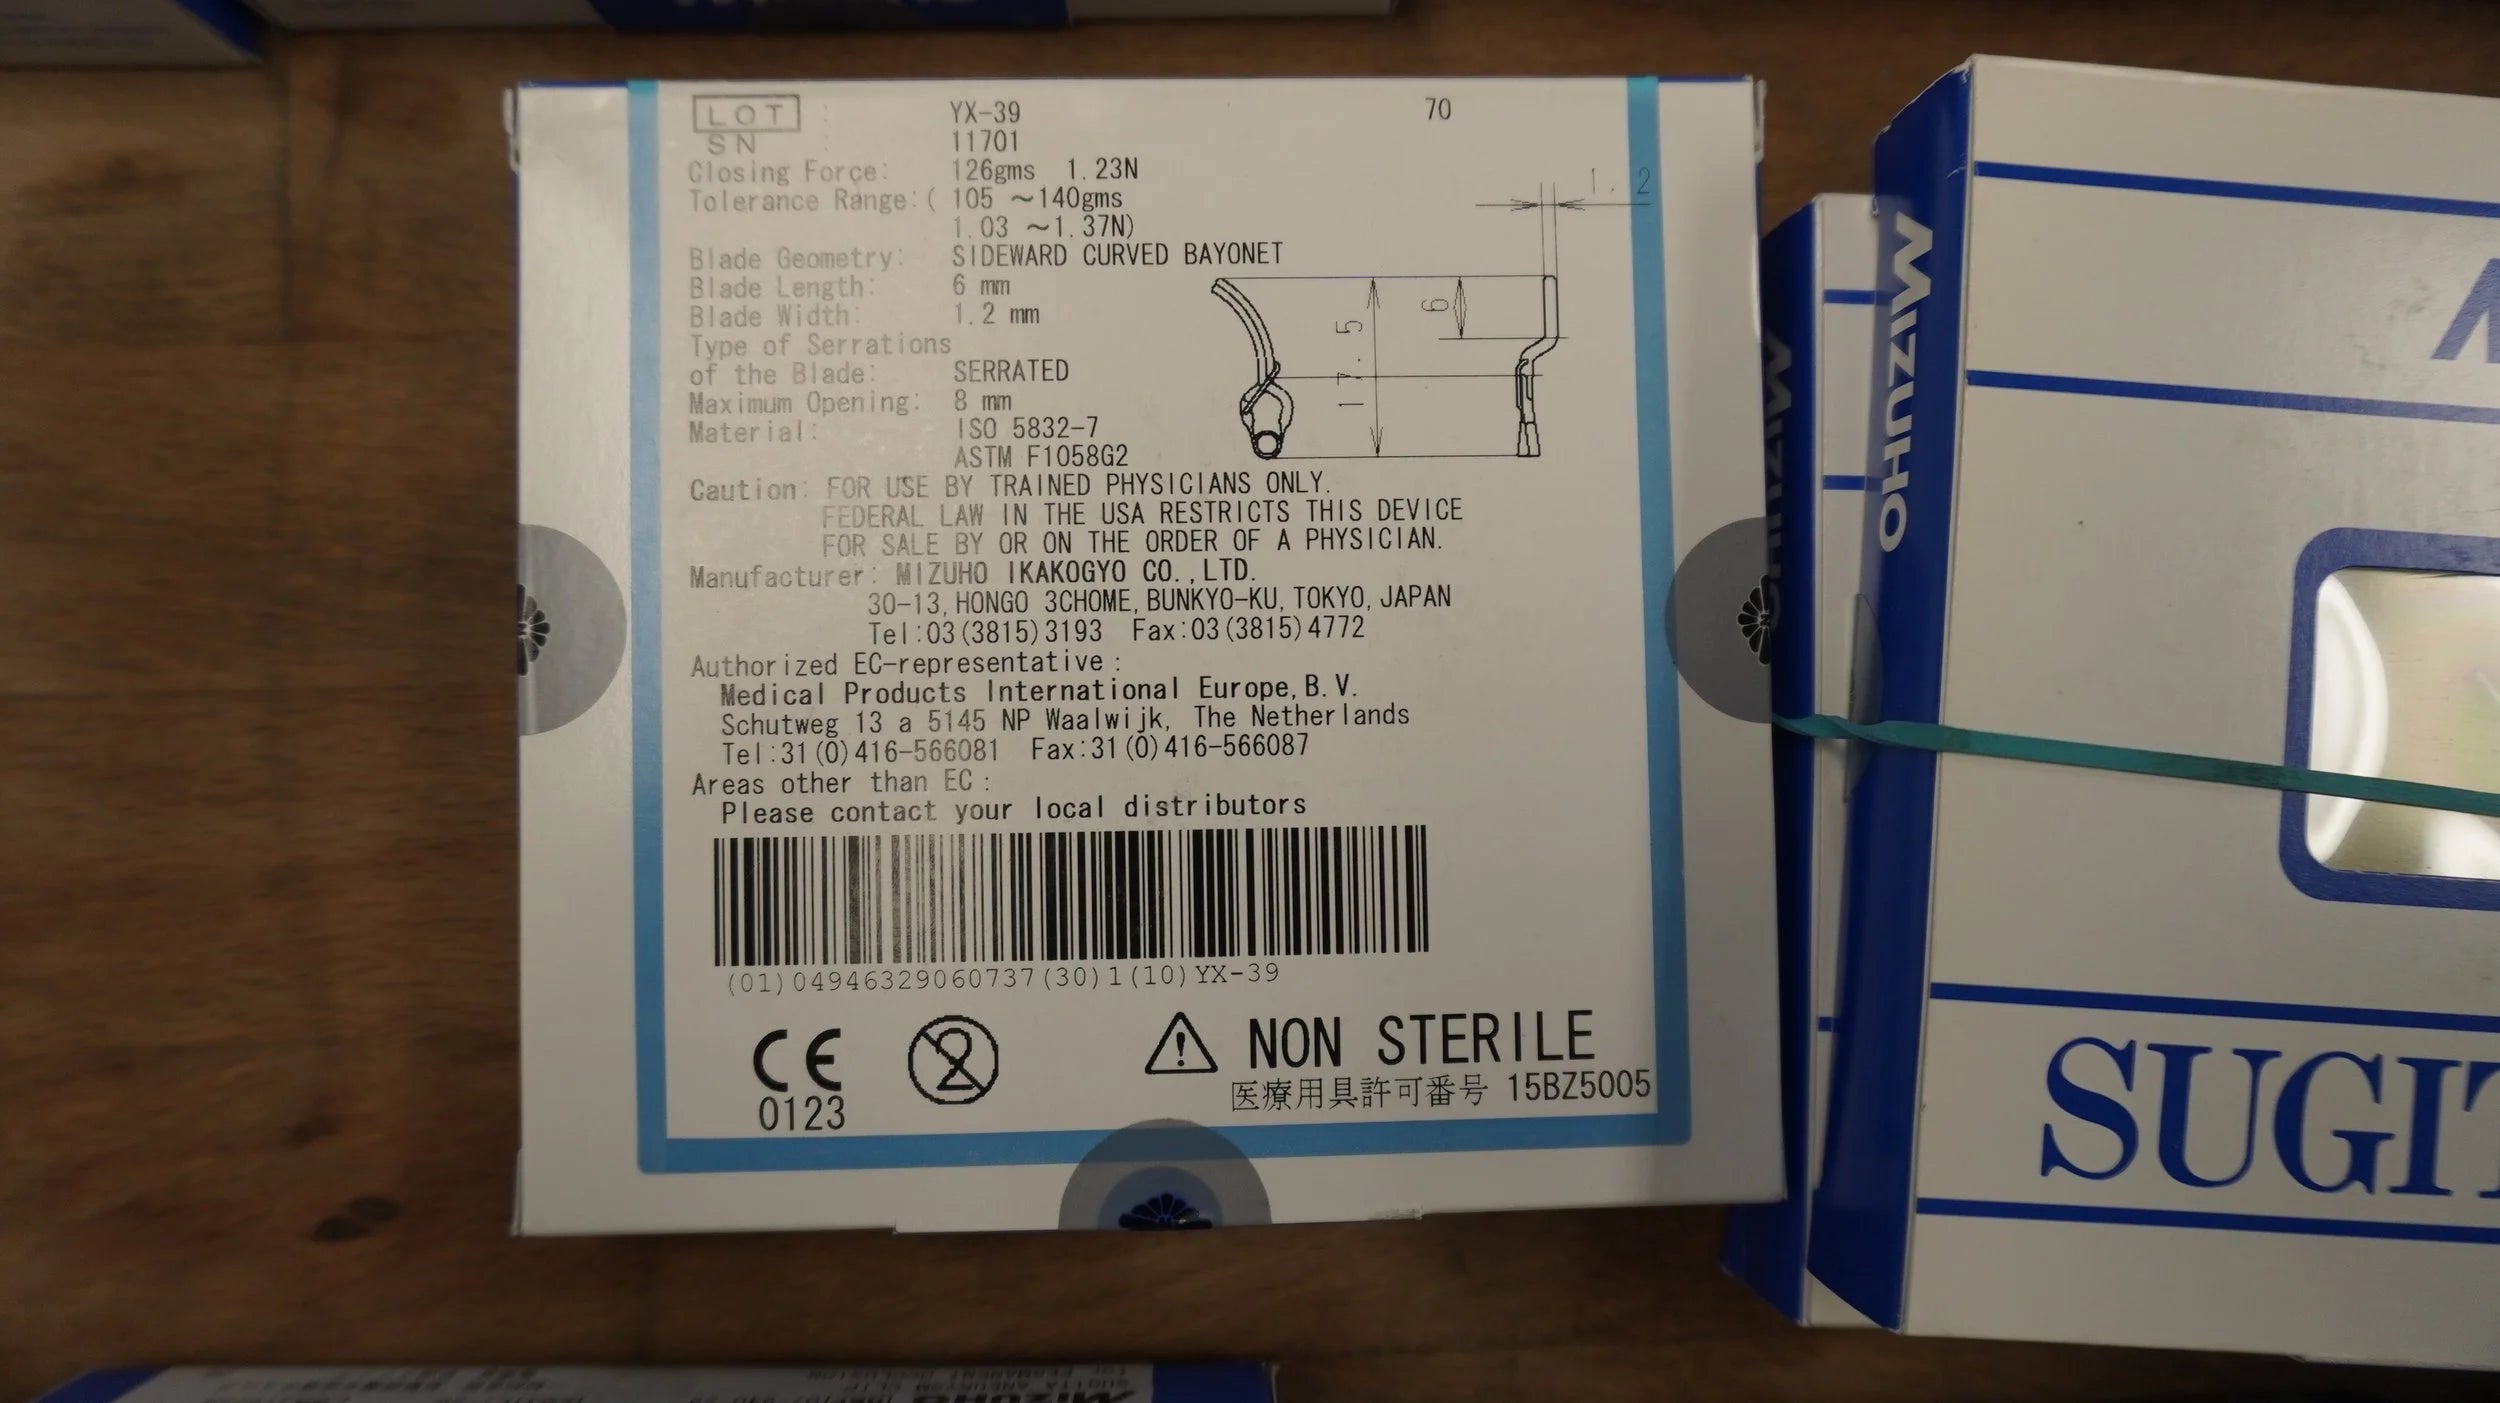 LOT : YX-39 70
SN : 11701
Closing Force: 126gms 1.23N
Tolerance Range:( 105 ~140gms
1.03 ~1.37N)
Blade Geometry: SIDEWARD CURVED BAYONET
Blade Length: 6 mm
Blade Width: 1.2 mm
Type of Serrations
of the Blade: SERRATED
Maximum Opening: 8 mm
Material: ISO 5832-7
ASTM F1058G2
1.2
6
17.5
Caution: FOR USE BY TRAINED PHYSICIANS ONLY.
FEDERAL LAW IN THE USA RESTRICTS THIS DEVICE
FOR SALE BY OR ON THE ORDER OF A PHYSICIAN.
Manufacturer: MIZUHO IKAKOGYO CO.,LTD.
30-13,HONGO 3CHOME,BUNKYO-KU,TOKYO,JAPAN
Tel:03(3815)3193 Fax:03(3815)4772
Authorized EC-representative:
Medical Products International Europe,B.V.
Schutweg 13 a 5145 NP Waalwijk, The Netherlands
Tel:31(0)416-566081 Fax:31(0)416-566087
Areas other than EC:
Please contact your local distributors
(01)04946329060737(30)1(10)YX-39
CE
0123
2
NON STERILE
医療用具許可番号 15BZ5005
MIZUHO
MIZUHO
SUGIT
MIZUHO
SUGITA ANEURYSM CLIP